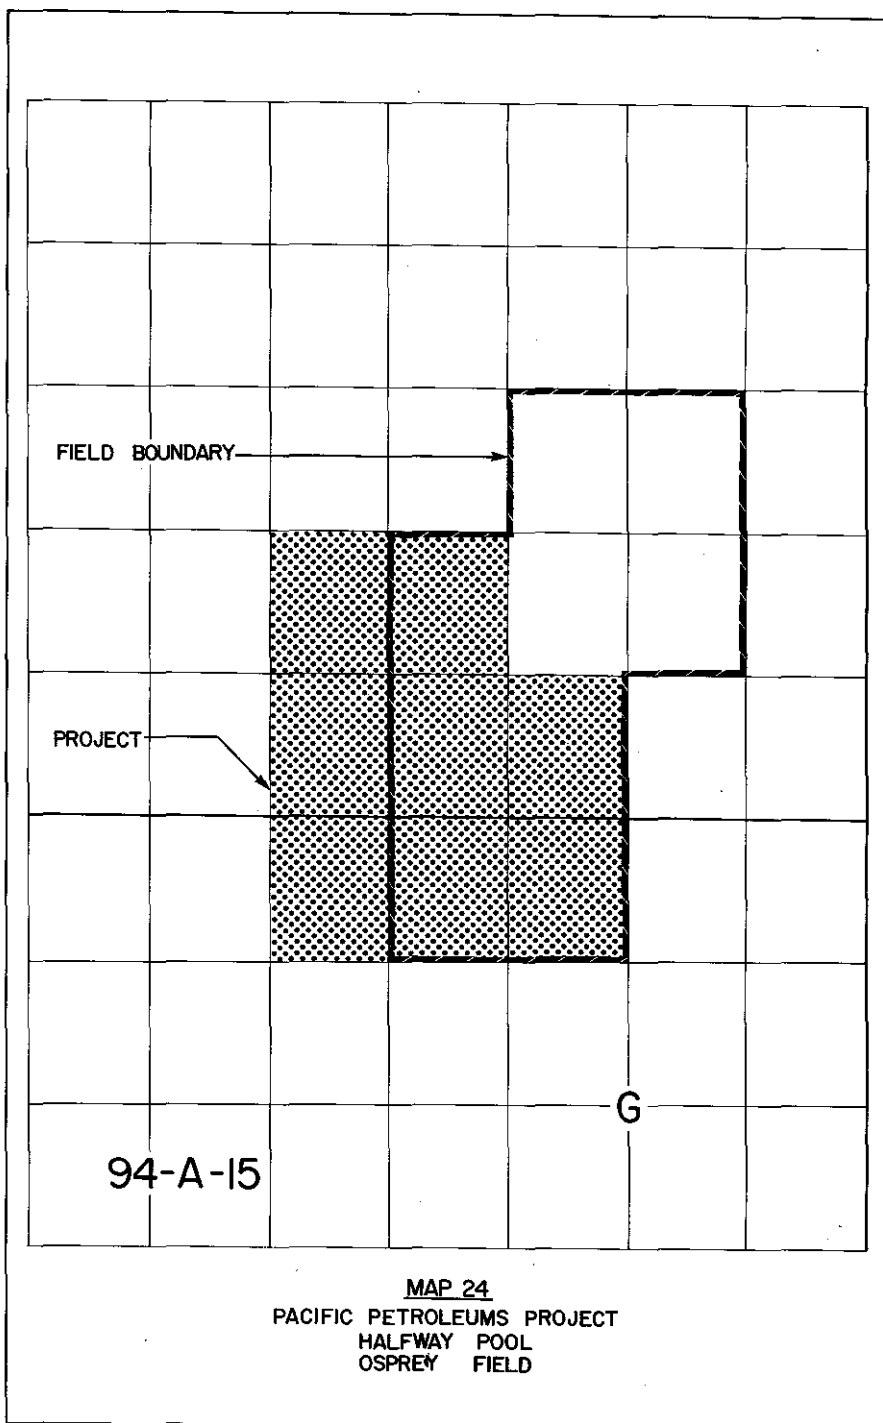 FIELD BOUNDARY
PROJECT
G
94-A-15
MAP 24
PACIFIC PETROLEUMS PROJECT
HALFWAY POOL
OSPREY FIELD